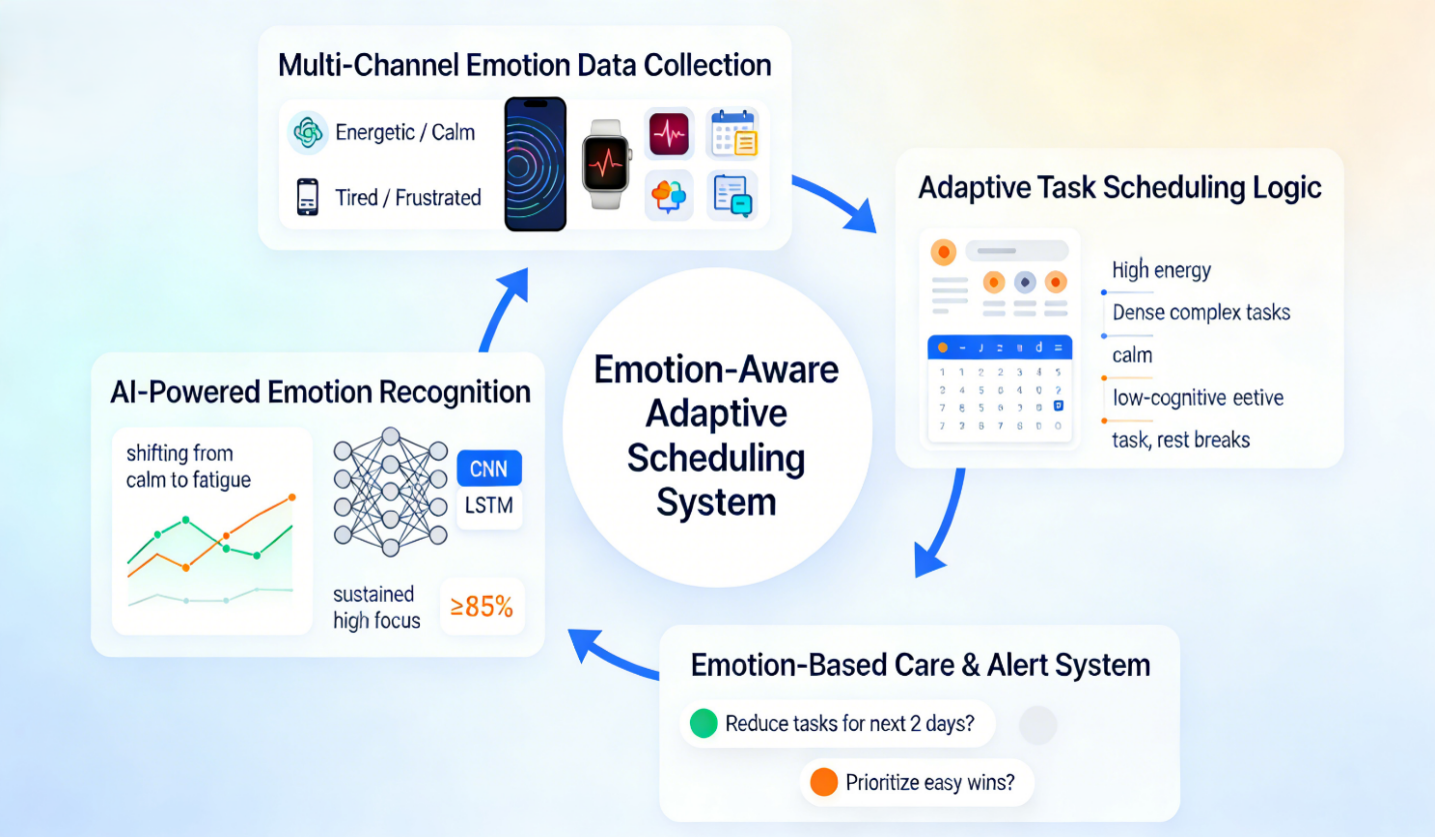 Multi-Channel Emotion Data Collection
Energetic / Calm
Tired / Frustrated
Adaptive Task Scheduling Logic
High energy
Dense complex tasks
calm
low-cognitive eetive
task, rest breaks
Emotion-Aware
Adaptive
Scheduling
System
AI-Powered Emotion Recognition
shifting from
calm to fatigue
CNN
LSTM
sustained
high focus
≥85%
Emotion-Based Care & Alert System
Reduce tasks for next 2 days?
Prioritize easy wins?